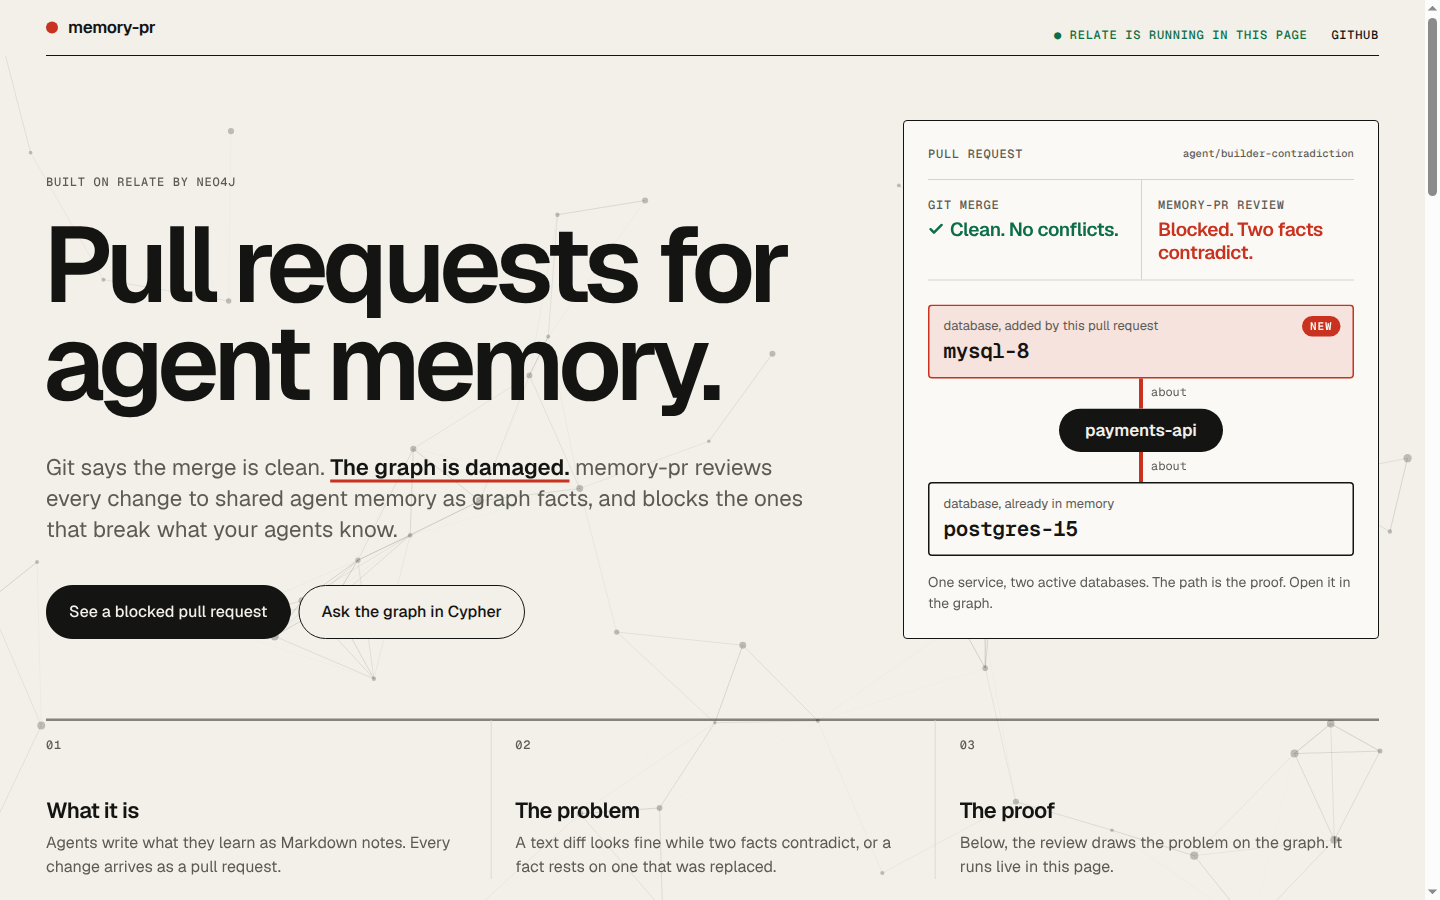 memory-pr
● RELATE IS RUNNING IN THIS PAGE
GITHUB
BUILT ON RELATE BY NEO4J
Pull requests for
agent memory.
Git says the merge is clean. The graph is damaged. memory-pr reviews
every change to shared agent memory as graph facts, and blocks the ones
that break what your agents know.
See a blocked pull request
Ask the graph in Cypher
PULL REQUEST
agent/builder-contradiction
GIT MERGE
✓ Clean. No conflicts.
MEMORY-PR REVIEW
Blocked. Two facts
contradict.
database, added by this pull request
NEW
mysql-8
about
payments-api
about
database, already in memory
postgres-15
One service, two active databases. The path is the proof. Open it in
the graph.
01
What it is
Agents write what they learn as Markdown notes. Every
change arrives as a pull request.
02
The problem
A text diff looks fine while two facts contradict, or a
fact rests on one that was replaced.
03
The proof
Below, the review draws the problem on the graph. It
runs live in this page.